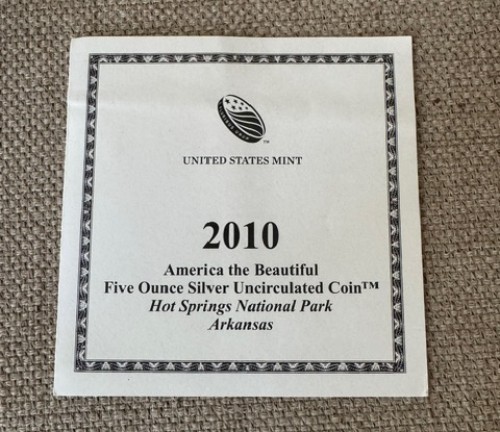 UNITED STATES MINT
2010
America the Beautiful
Five Ounce Silver Uncirculated Coin™
Hot Springs National Park
Arkansas